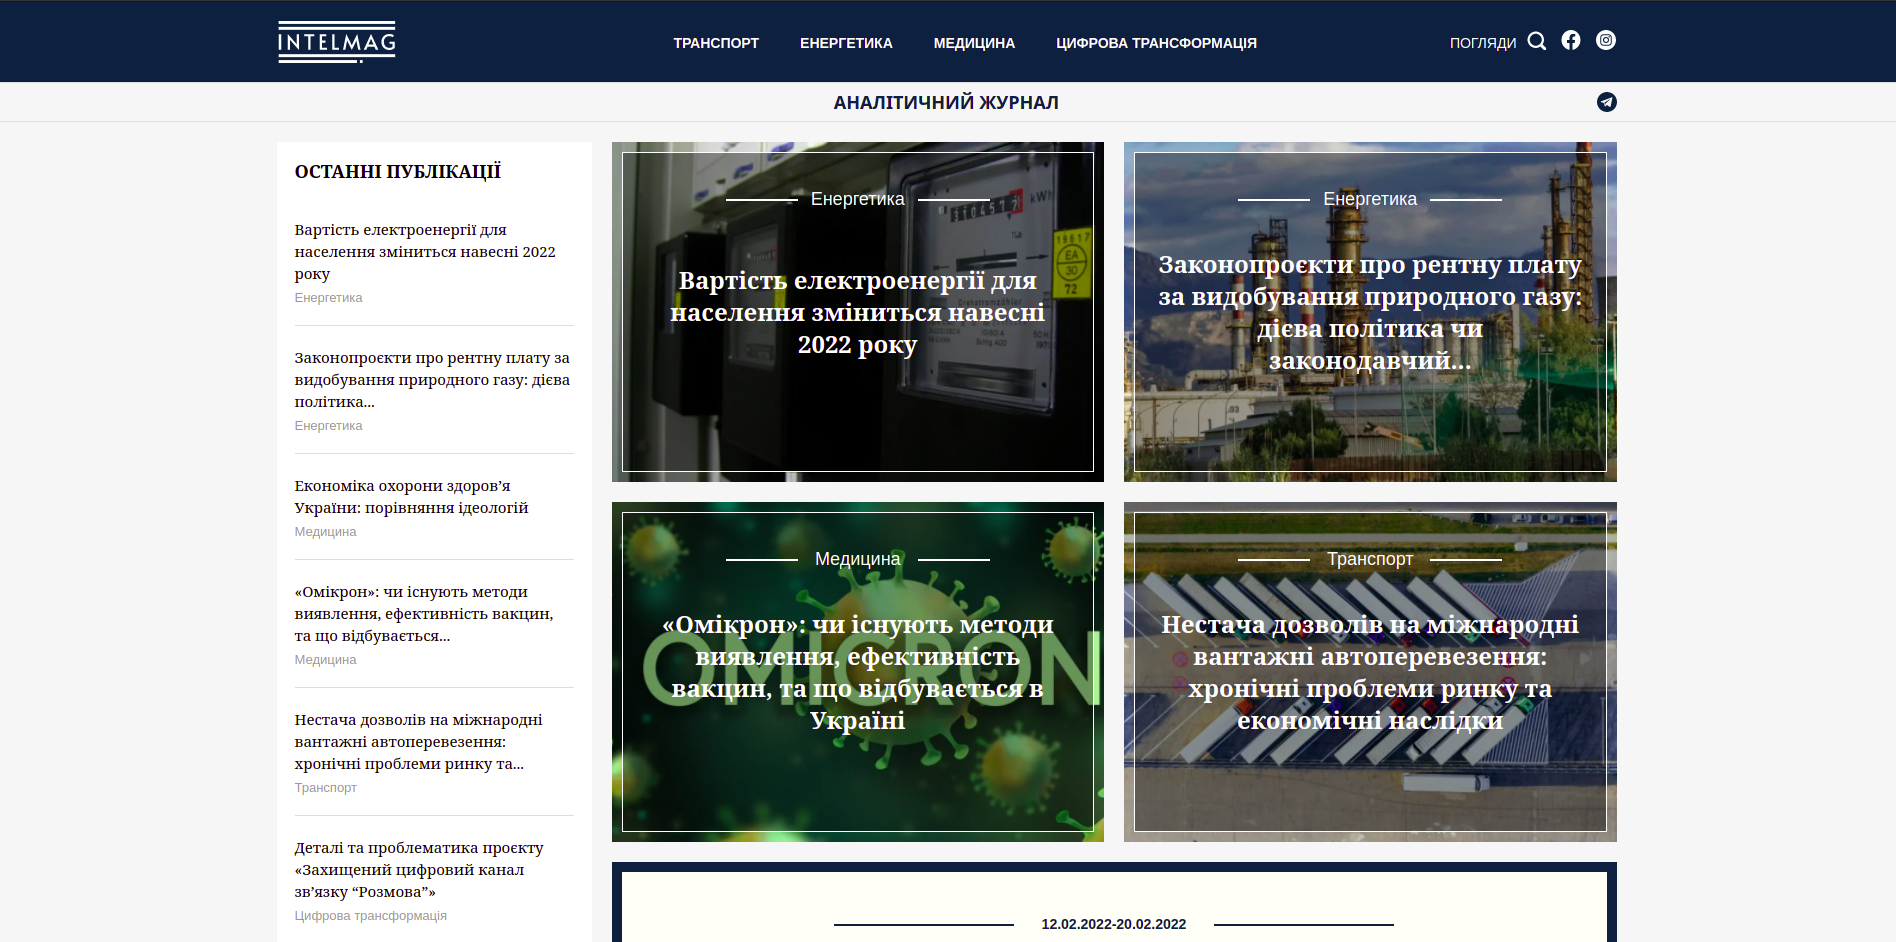 INTELMAG
ТРАНСПОРТ
ЕНЕРГЕТИКА
МЕДИЦИНА
ЦИФРОВА ТРАНСФОРМАЦІЯ
ПОГЛЯДИ
АНАЛІТИЧНИЙ ЖУРНАЛ
ОСТАННІ ПУБЛІКАЦІЇ
Вартість електроенергії для
населення зміниться навесні 2022
року
Енергетика
Законопроєкти про рентну плату за
видобування природного газу: дієва
політика...
Енергетика
Економіка охорони здоров’я
України: порівняння ідеологій
Медицина
«Омікрон»: чи існують методи
виявлення, ефективність вакцин,
та що відбувається...
Медицина
Нестача дозволів на міжнародні
вантажні автоперевезення:
хронічні проблеми ринку та...
Транспорт
Деталі та проблематика проєкту
«Захищений цифровий канал
зв’язку “Розмова”»
Цифрова трансформація
Енергетика
Вартість електроенергії для
населення зміниться навесні
2022 року
kWh
19617
EA
30
72
Енергетика
Законопроєкти про рентну плату
за видобування природного газу:
дієва політика чи
законодавчий...
Медицина
«Омікрон»: чи існують методи
виявлення, ефективність
вакцин, та що відбувається в
Україні
OMICRON
Транспорт
Нестача дозволів на міжнародні
вантажні автоперевезення:
хронічні проблеми ринку та
економічні наслідки
12.02.2022-20.02.2022